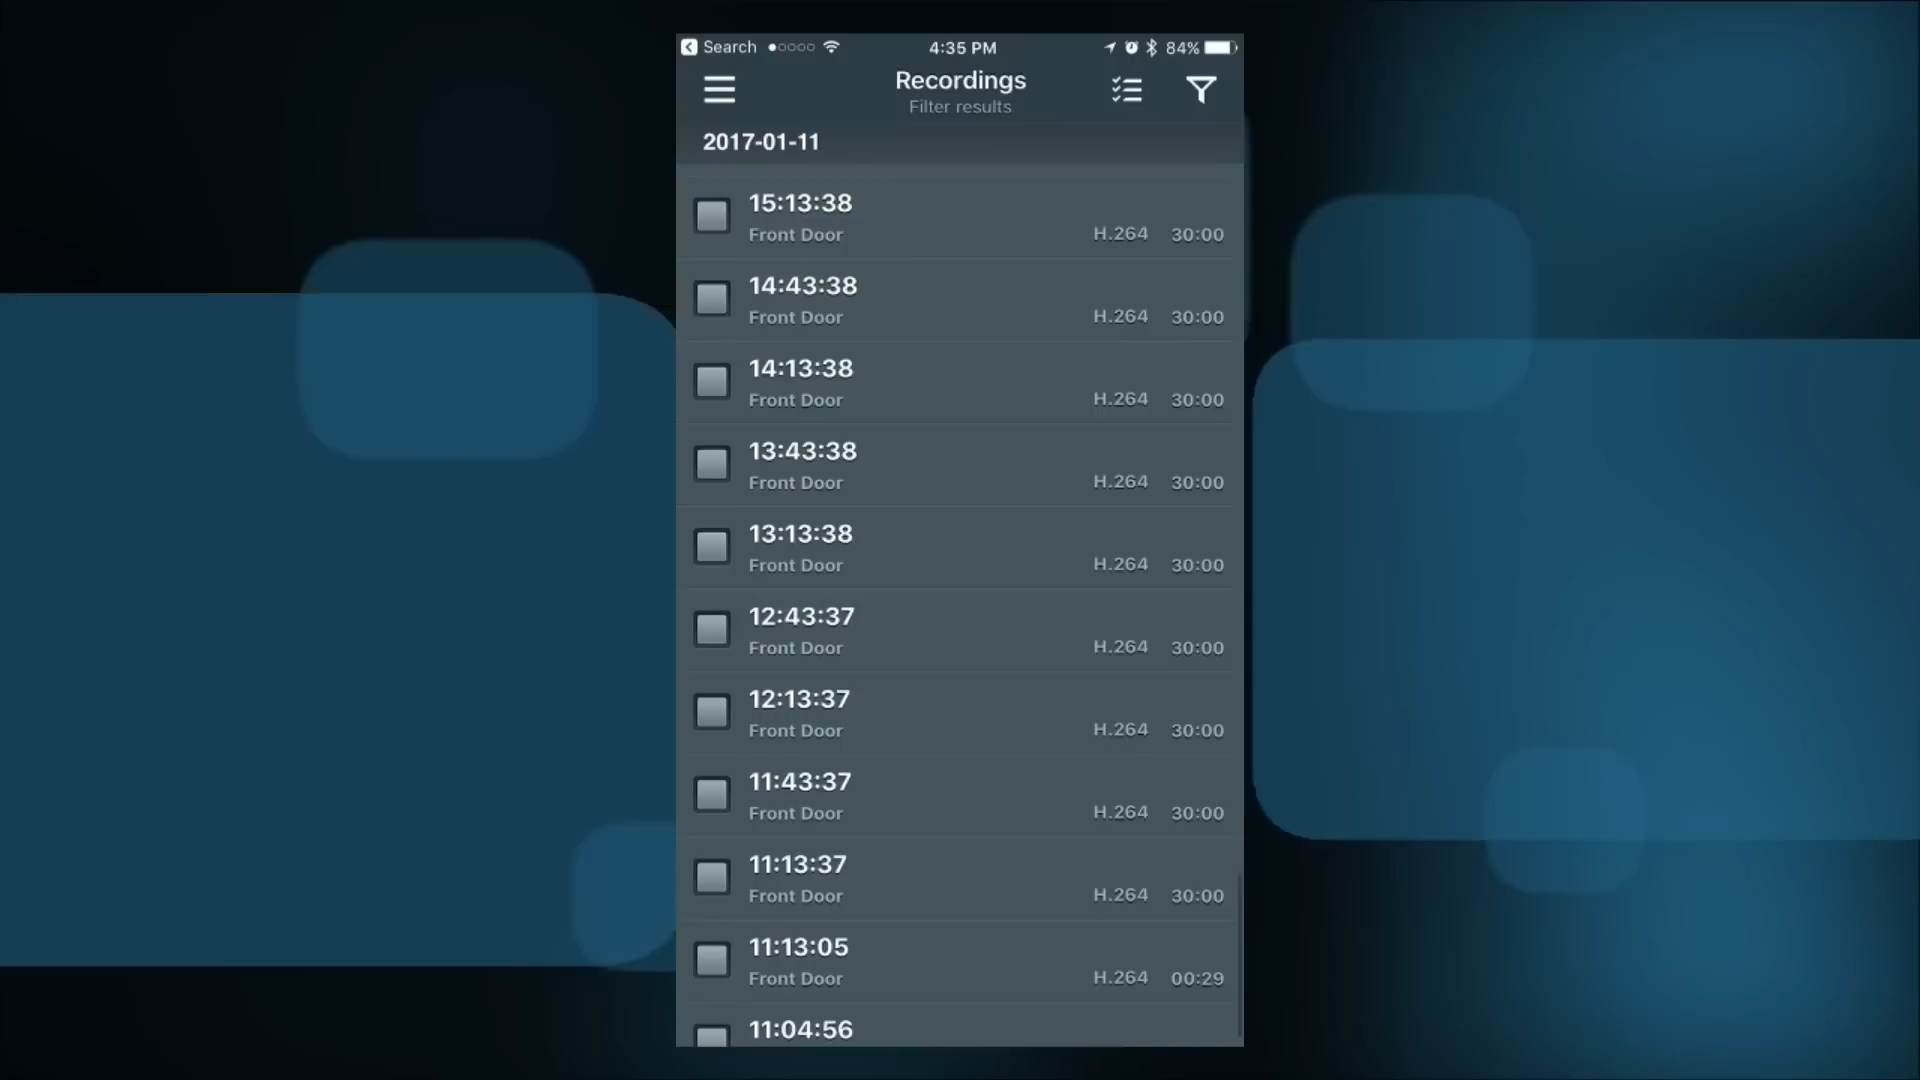 Search 4:35 PM 84%
Recordings
Filter results
2017-01-11
15:13:38
Front Door H.264 30:00
14:43:38
Front Door H.264 30:00
14:13:38
Front Door H.264 30:00
13:43:38
Front Door H.264 30:00
13:13:38
Front Door H.264 30:00
12:43:37
Front Door H.264 30:00
12:13:37
Front Door H.264 30:00
11:43:37
Front Door H.264 30:00
11:13:37
Front Door H.264 30:00
11:13:05
Front Door H.264 00:29
11:04:56